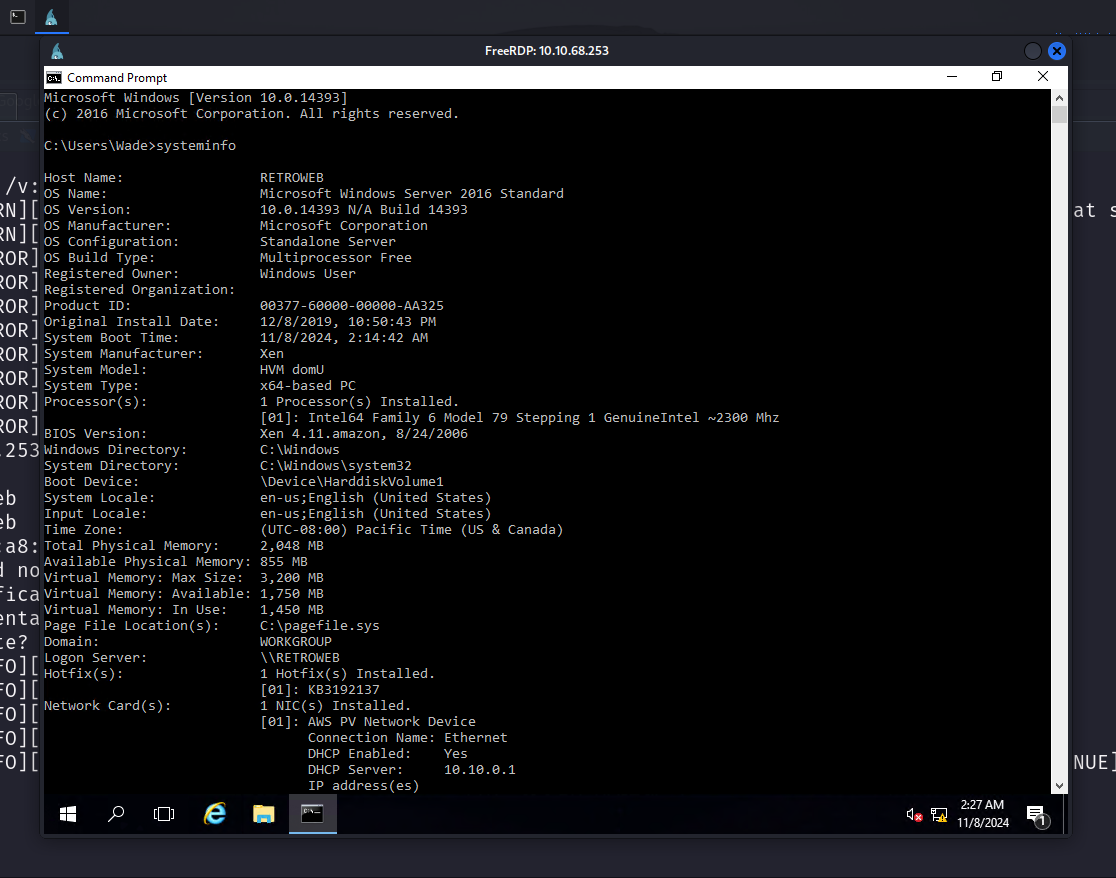 FreeRDP: 10.10.68.253
Command Prompt
Microsoft Windows [Version 10.0.14393]
(c) 2016 Microsoft Corporation. All rights reserved.
C:\Users\Wade>systeminfo
Host Name: RETROWEB
OS Name: Microsoft Windows Server 2016 Standard
OS Version: 10.0.14393 N/A Build 14393
OS Manufacturer: Microsoft Corporation
OS Configuration: Standalone Server
OS Build Type: Multiprocessor Free
Registered Owner: Windows User
Registered Organization:
Product ID: 00377-60000-00000-AA325
Original Install Date: 12/8/2019, 10:50:43 PM
System Boot Time: 11/8/2024, 2:14:42 AM
System Manufacturer: Xen
System Model: HVM domU
System Type: x64-based PC
Processor(s): 1 Processor(s) Installed.
[01]: Intel64 Family 6 Model 79 Stepping 1 GenuineIntel ~2300 Mhz
BIOS Version: Xen 4.11.amazon, 8/24/2006
Windows Directory: C:\Windows
System Directory: C:\Windows\system32
Boot Device: \Device\HarddiskVolume1
System Locale: en-us;English (United States)
Input Locale: en-us;English (United States)
Time Zone: (UTC-08:00) Pacific Time (US & Canada)
Total Physical Memory: 2,048 MB
Available Physical Memory: 855 MB
Virtual Memory: Max Size: 3,200 MB
Virtual Memory: Available: 1,750 MB
Virtual Memory: In Use: 1,450 MB
Page File Location(s): C:\pagefile.sys
Domain: WORKGROUP
Logon Server: \\RETROWEB
Hotfix(s): 1 Hotfix(s) Installed.
[01]: KB3192137
Network Card(s): 1 NIC(s) Installed.
[01]: AWS PV Network Device
Connection Name: Ethernet
DHCP Enabled: Yes
DHCP Server: 10.10.0.1
IP address(es)
/v:
RN][
at s
RN][
ROR]
ROR]
ROR]
ROR]
ROR]
ROR]
ROR]
ROR]
.253
eb
eb
:a8:
d no
fica
enta
te?
FO][
FO][
FO][
FO][
FO][
NUE]
2:27 AM
11/8/2024
1